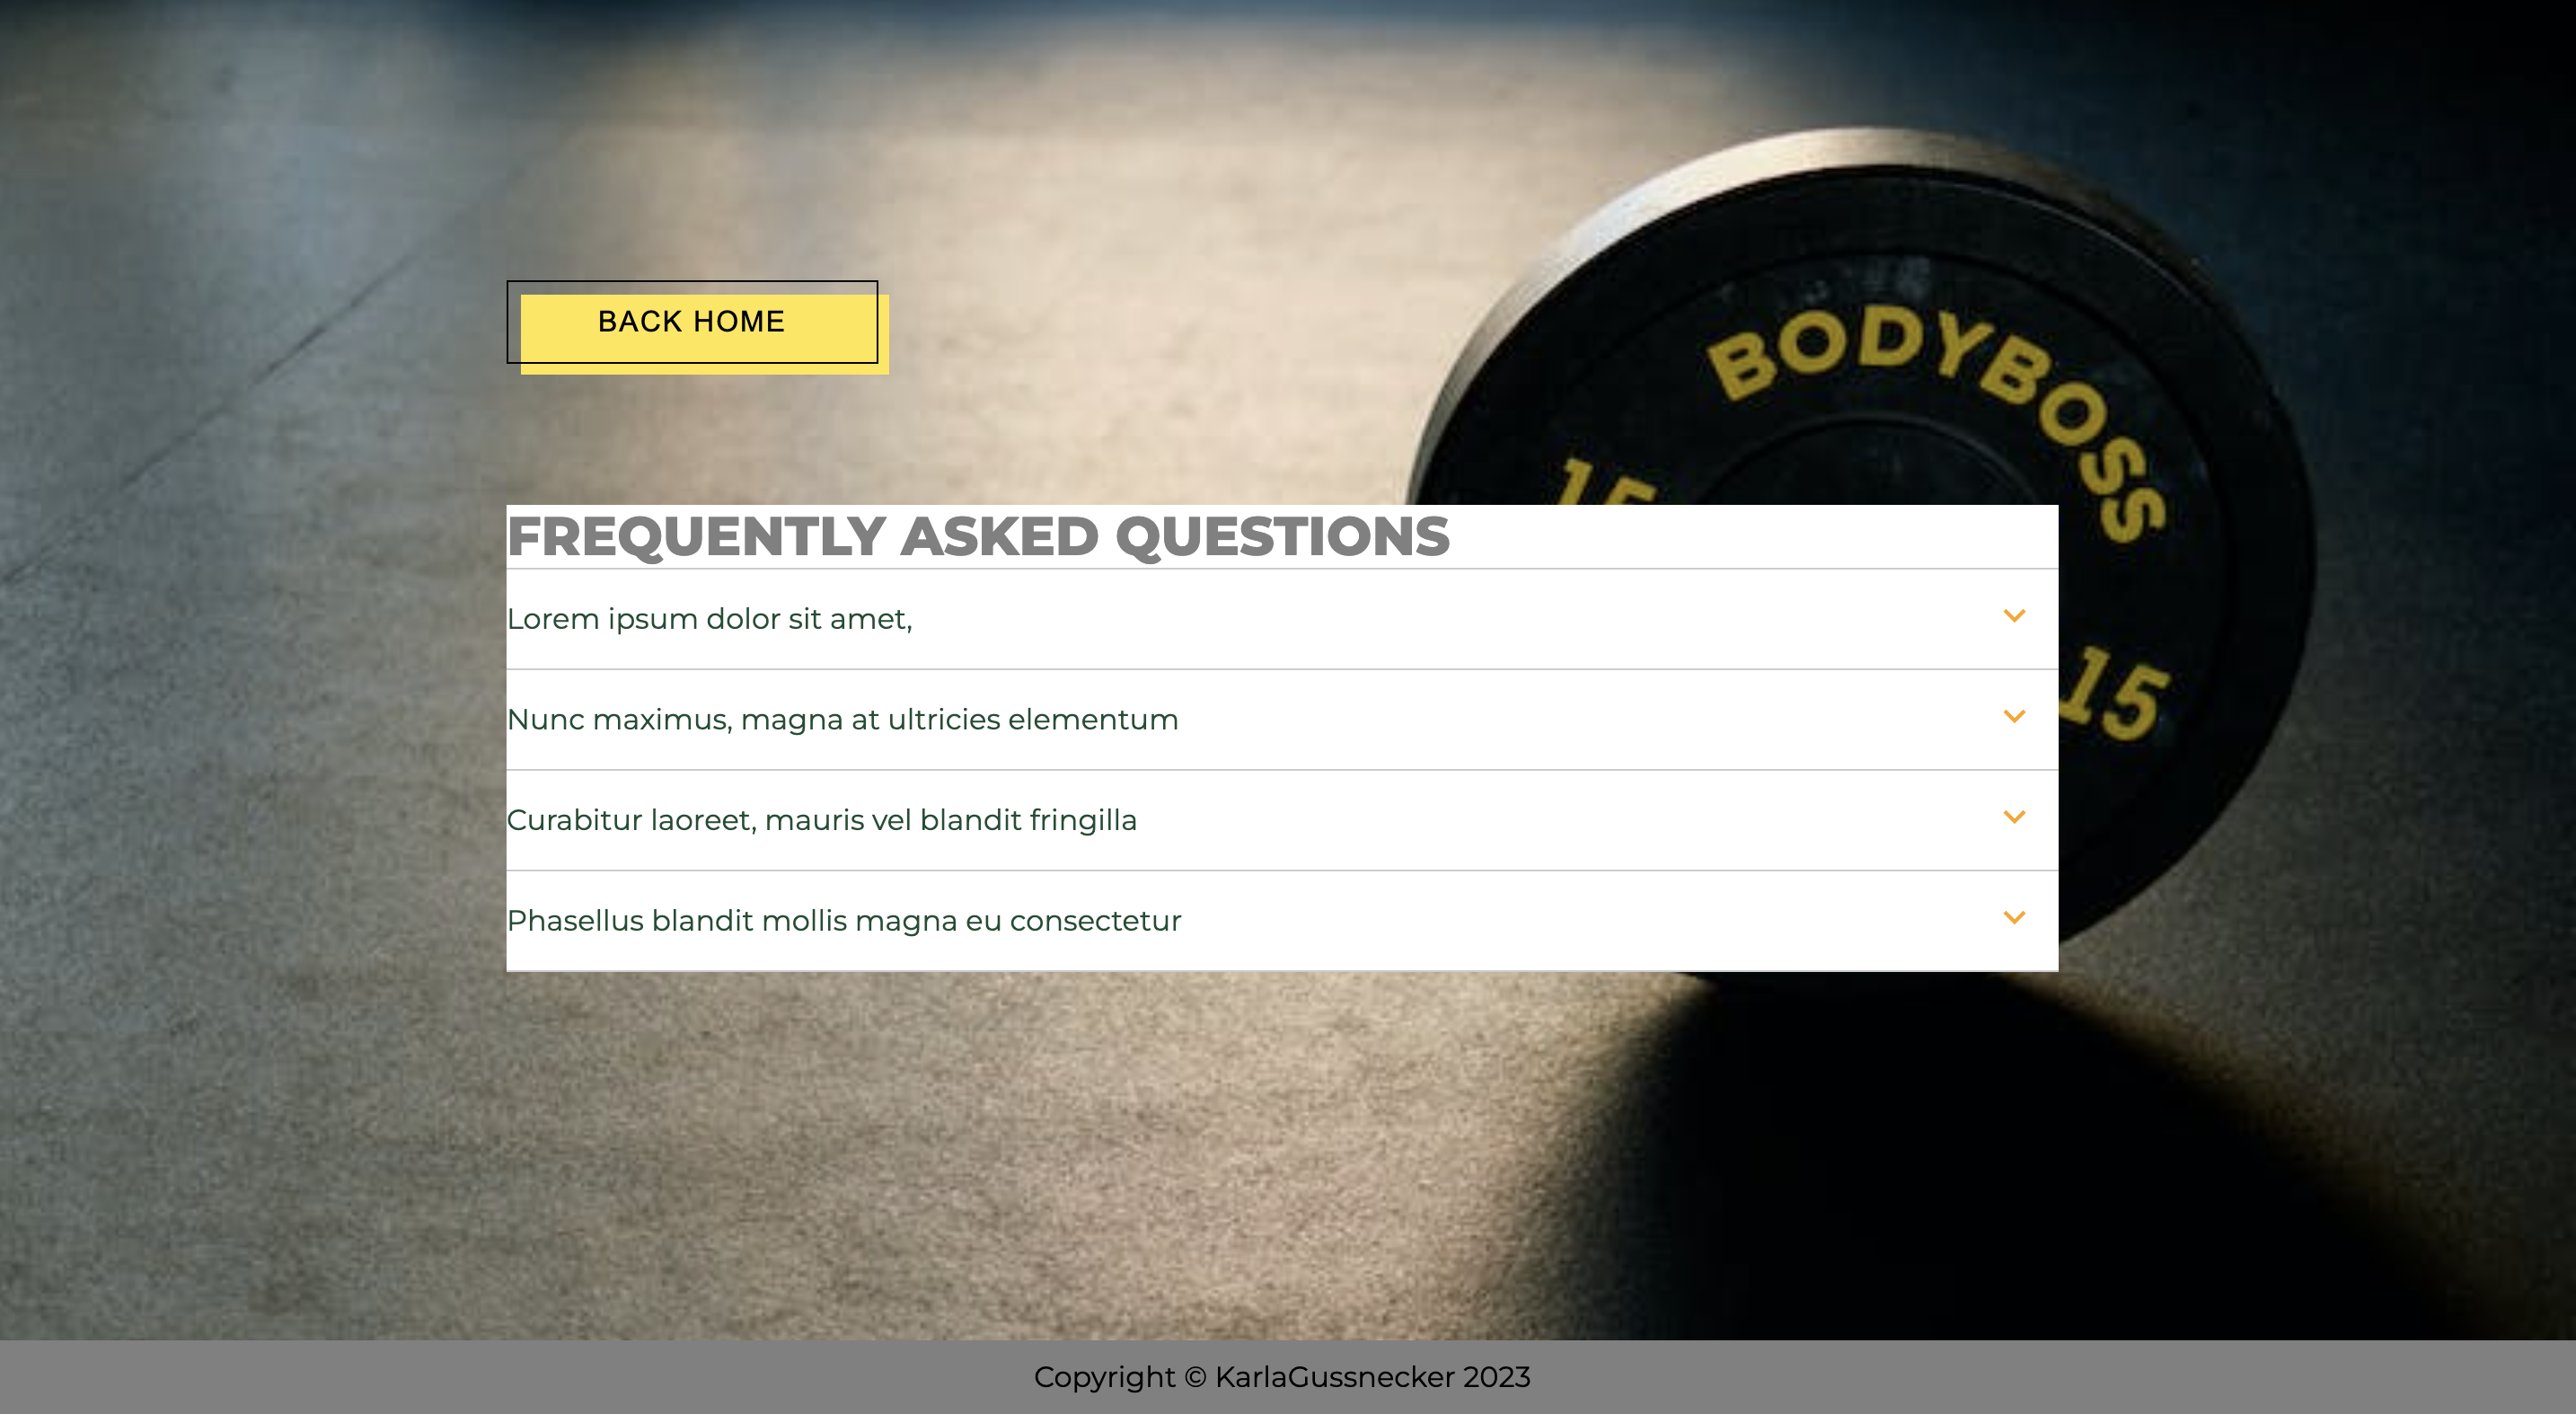 BACK HOME
BODYBOSS
15
15
FREQUENTLY ASKED QUESTIONS
Lorem ipsum dolor sit amet,
Nunc maximus, magna at ultricies elementum
Curabitur laoreet, mauris vel blandit fringilla
Phasellus blandit mollis magna eu consectetur
Copyright © KarlaGussnecker 2023